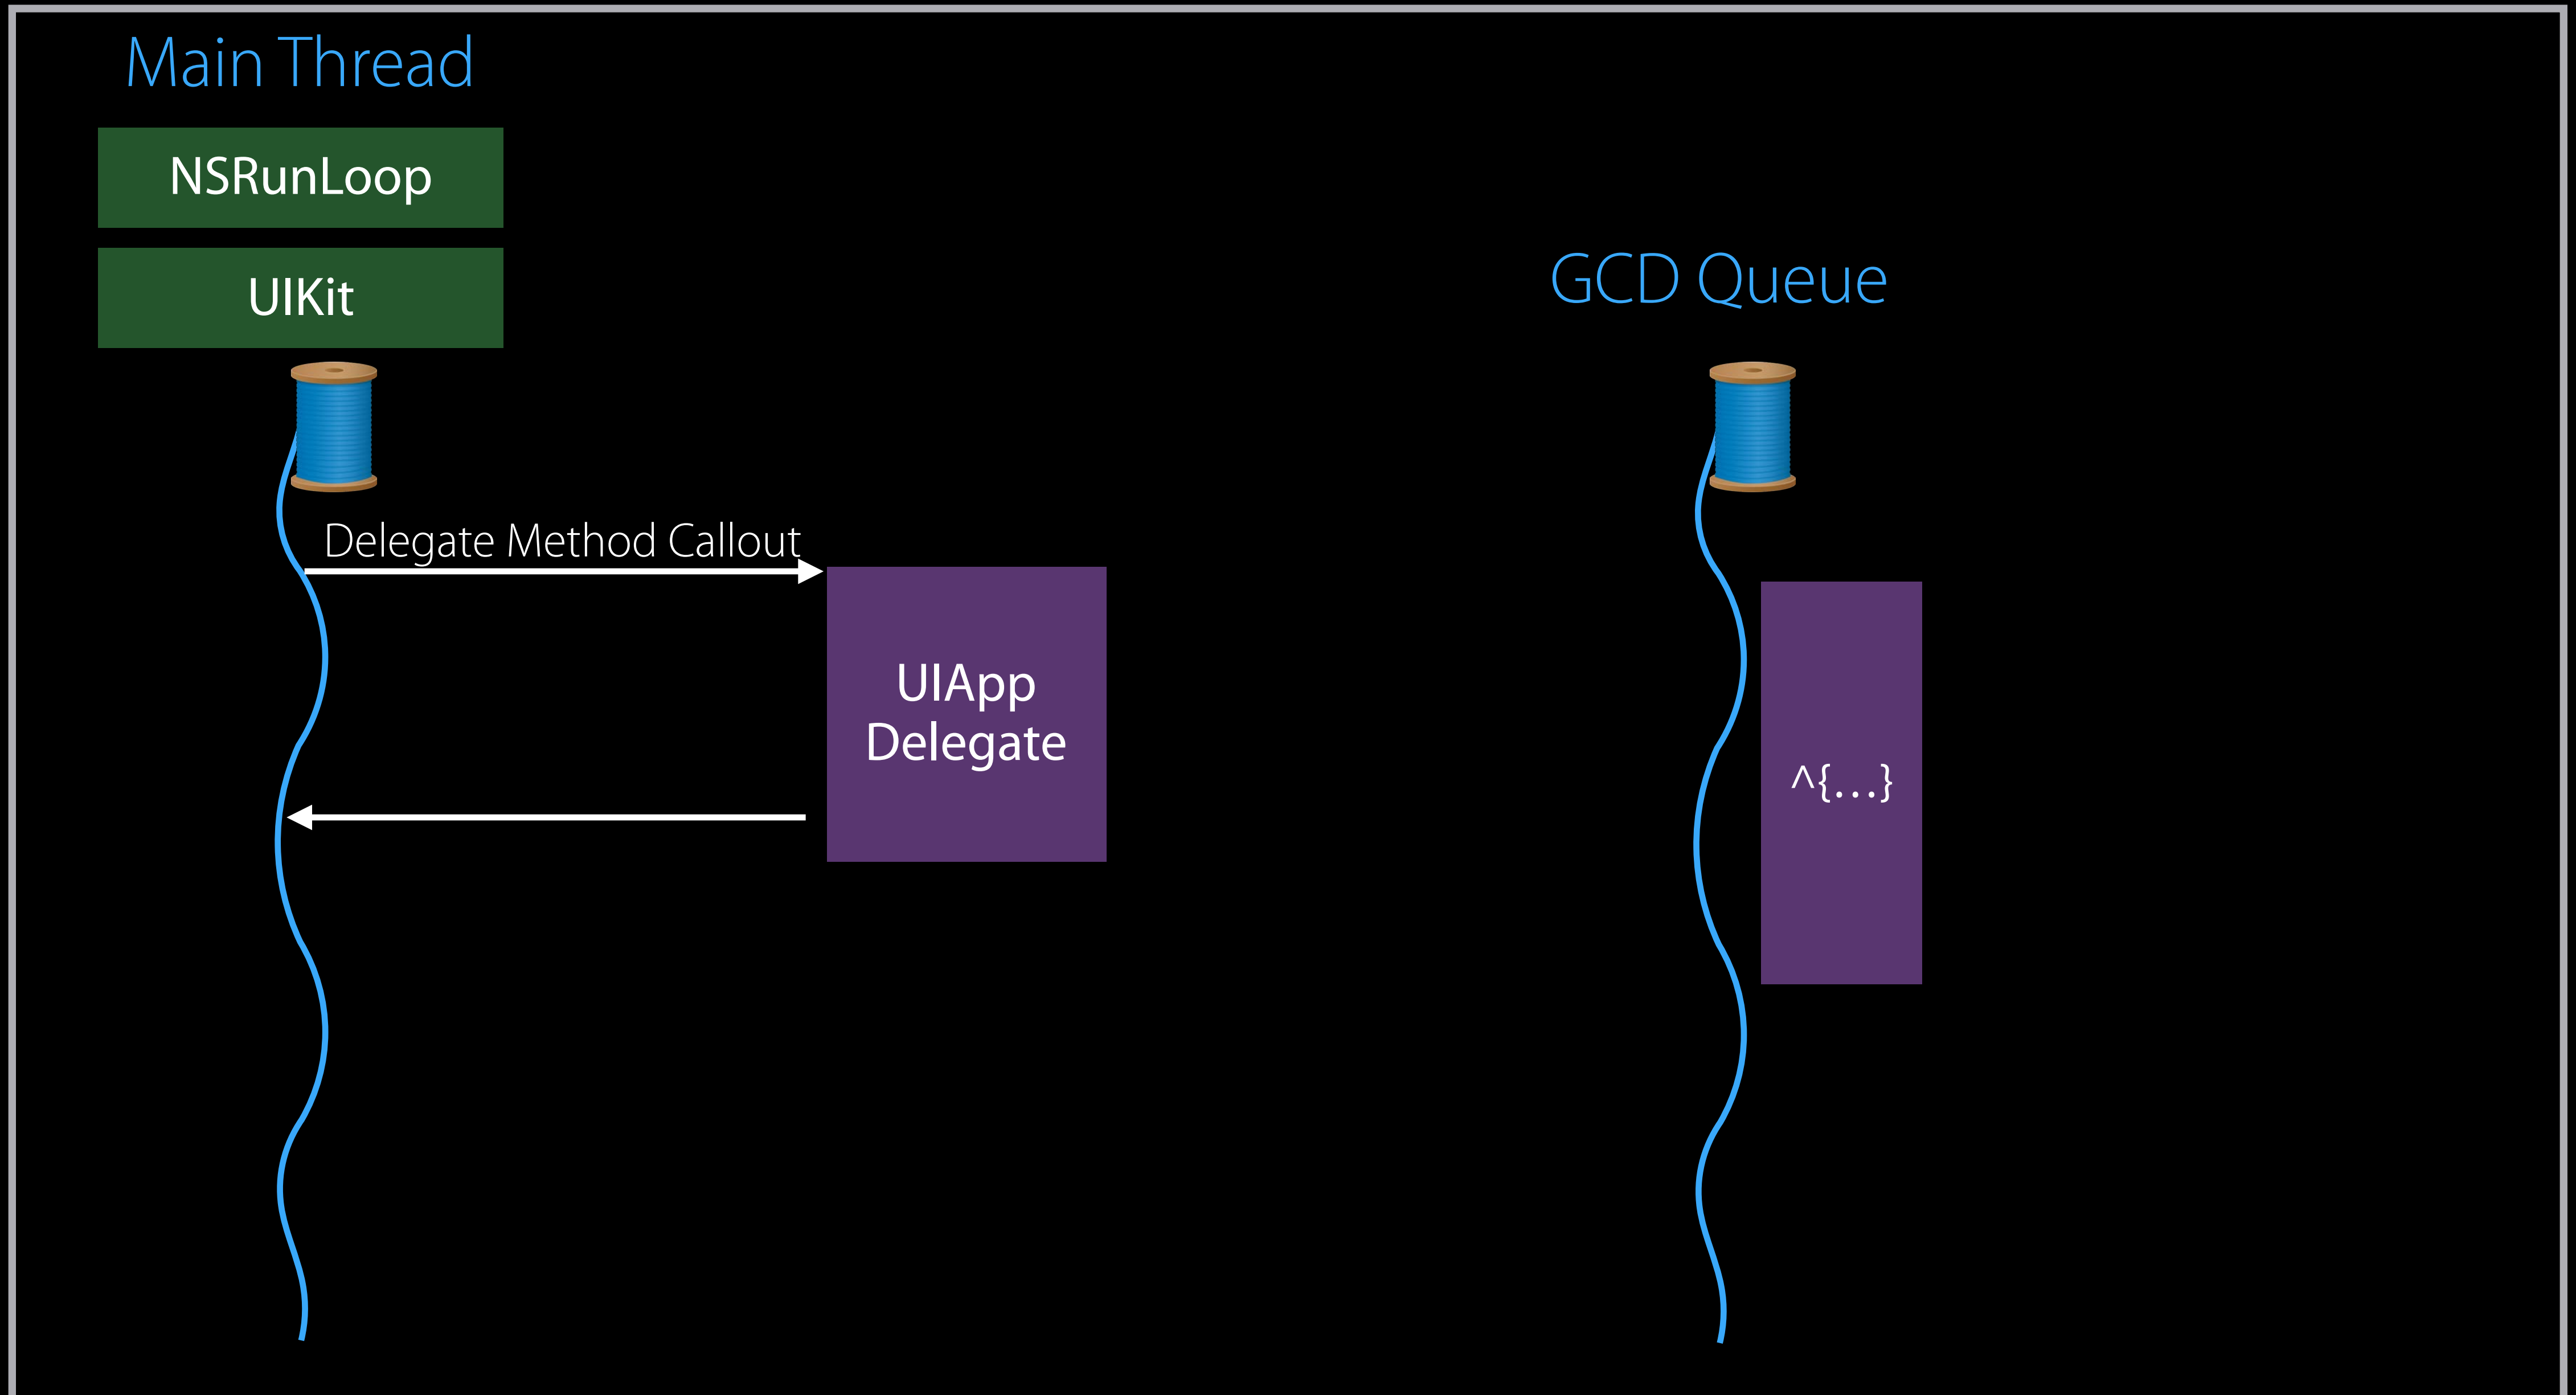 Main Thread
NSRunLoop
UIKit
GCD Queue
Delegate Method Callout
UIApp
Delegate
^{…}